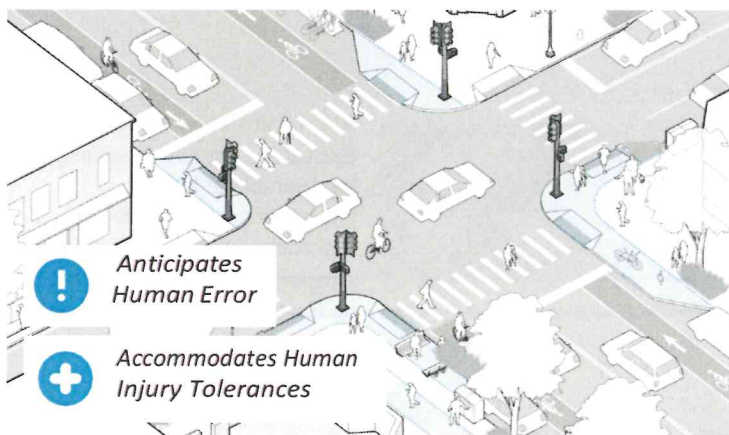 Anticipates
Human Error
Accommodates Human
Injury Tolerances